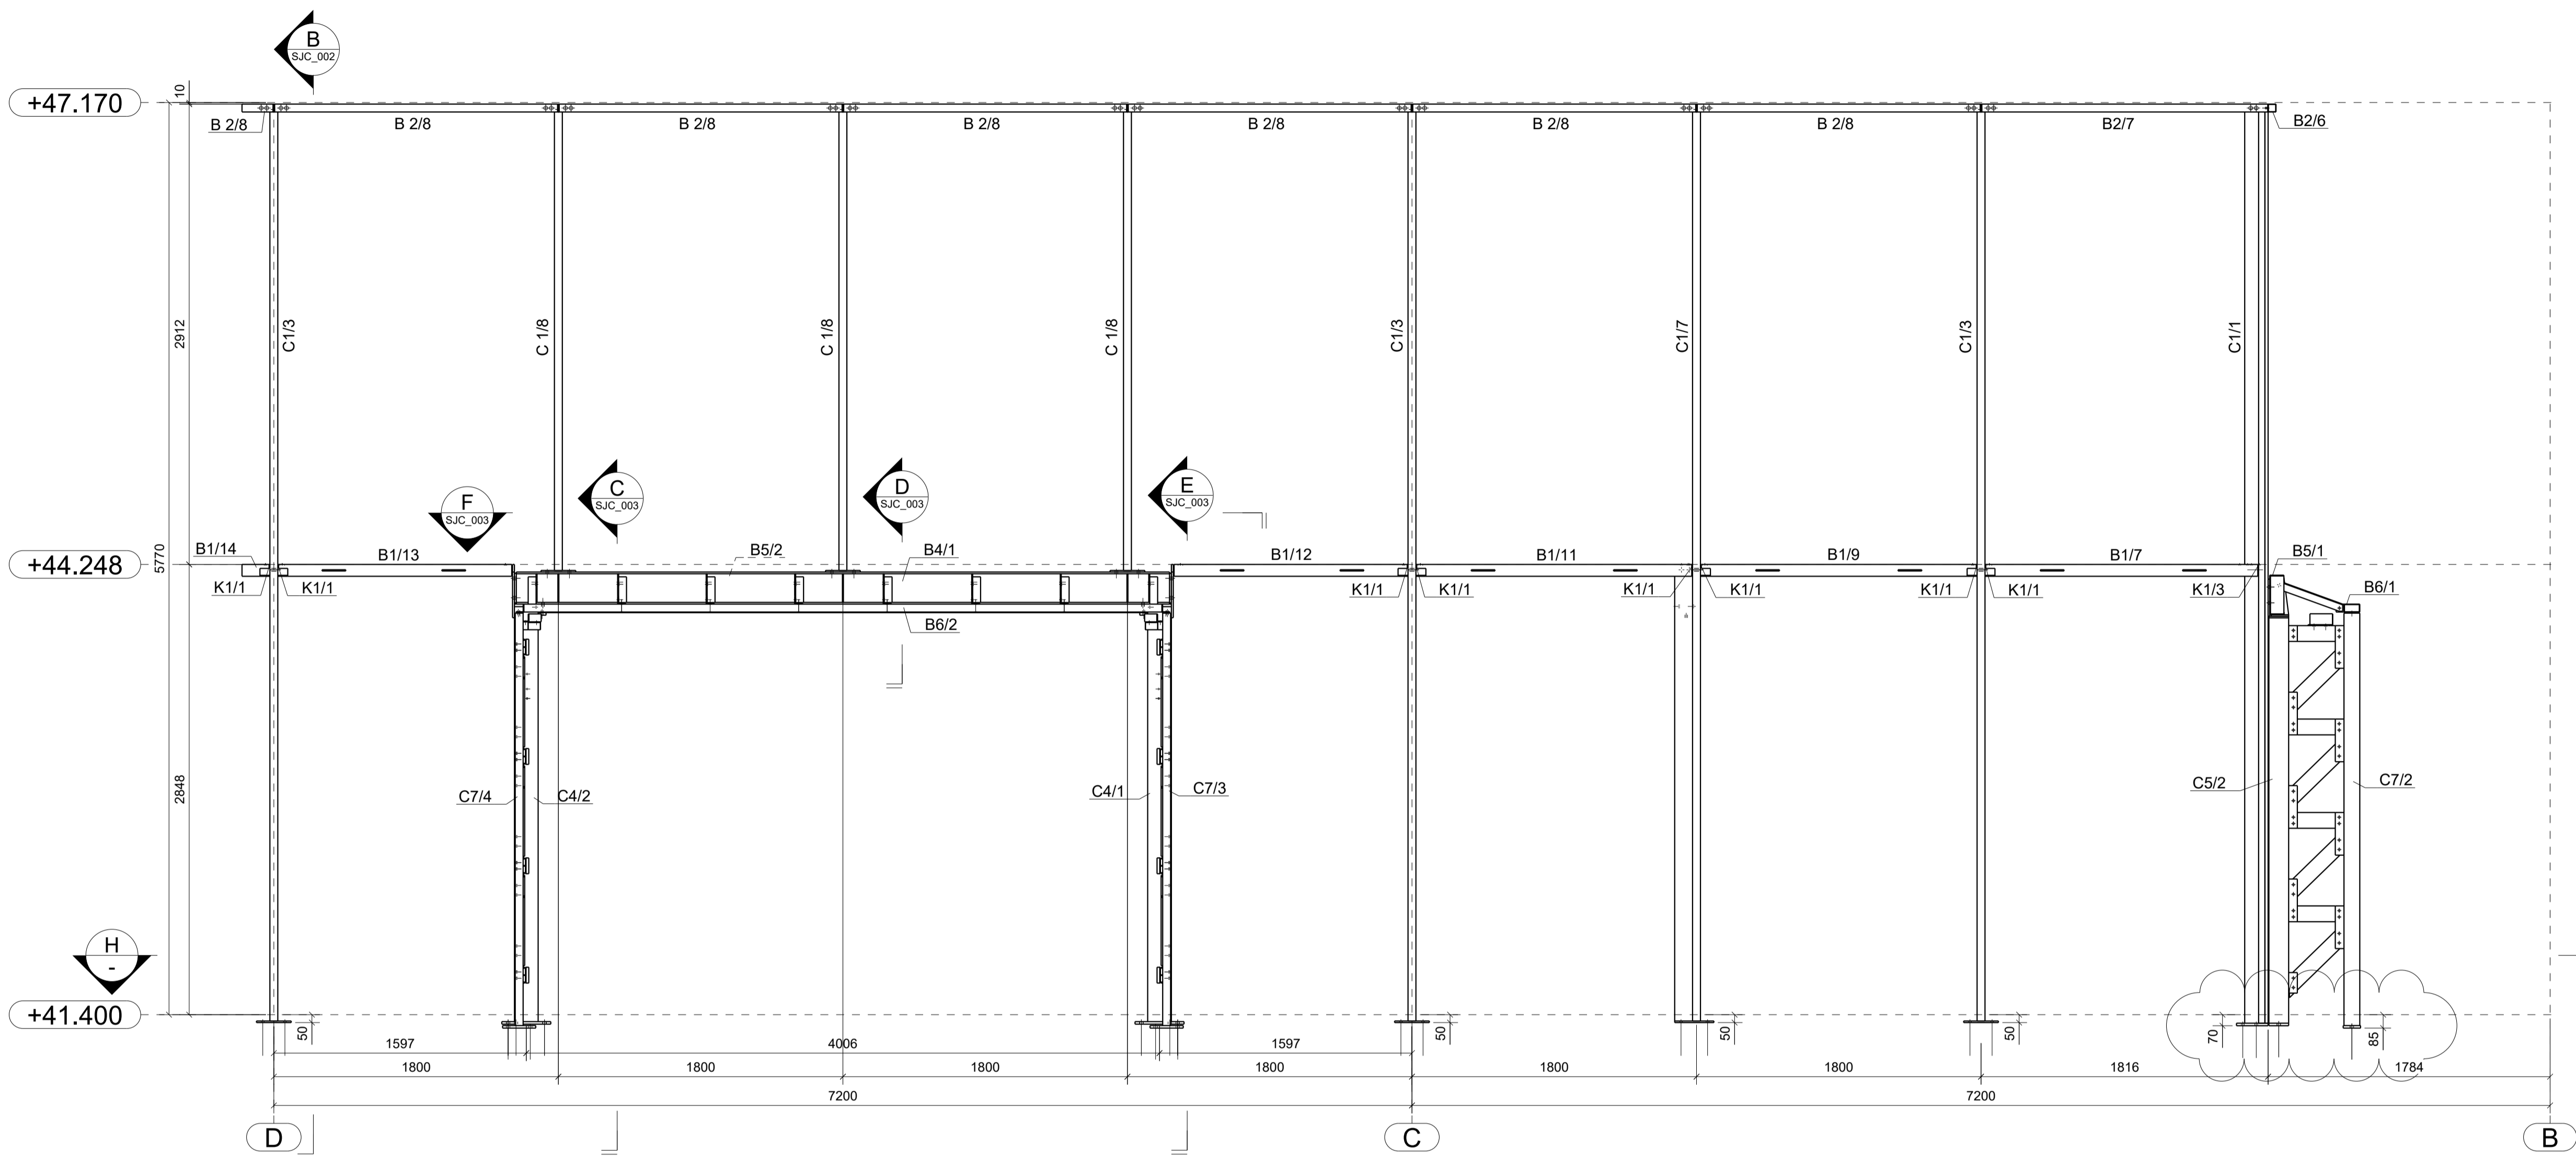 B
SJC_002
10
+47.170
B 2/8
B 2/8
B 2/8
B 2/8
B 2/8
B 2/8
B 2/8
B2/7
B2/6
2912
C1/3
C 1/8
C 1/8
C 1/8
C1/3
C1/7
C1/3
C1/1
F
SJC_003
C
SJC_003
D
SJC_003
E
SJC_003
+44.248
5770
B1/14
B1/13
B5/2
B4/1
B1/12
B1/11
B1/9
B1/7
B5/1
K1/1
K1/1
K1/1
K1/1
K1/1
K1/1
K1/1
K1/1
K1/3
B6/1
B6/2
2848
C7/4
C4/2
C4/1
C7/3
C5/2
C7/2
H
-
+41.400
50
50
50
50
70
85
1597
4006
1597
1800
1800
1800
1800
1800
1800
1816
1784
7200
7200
D
C
B